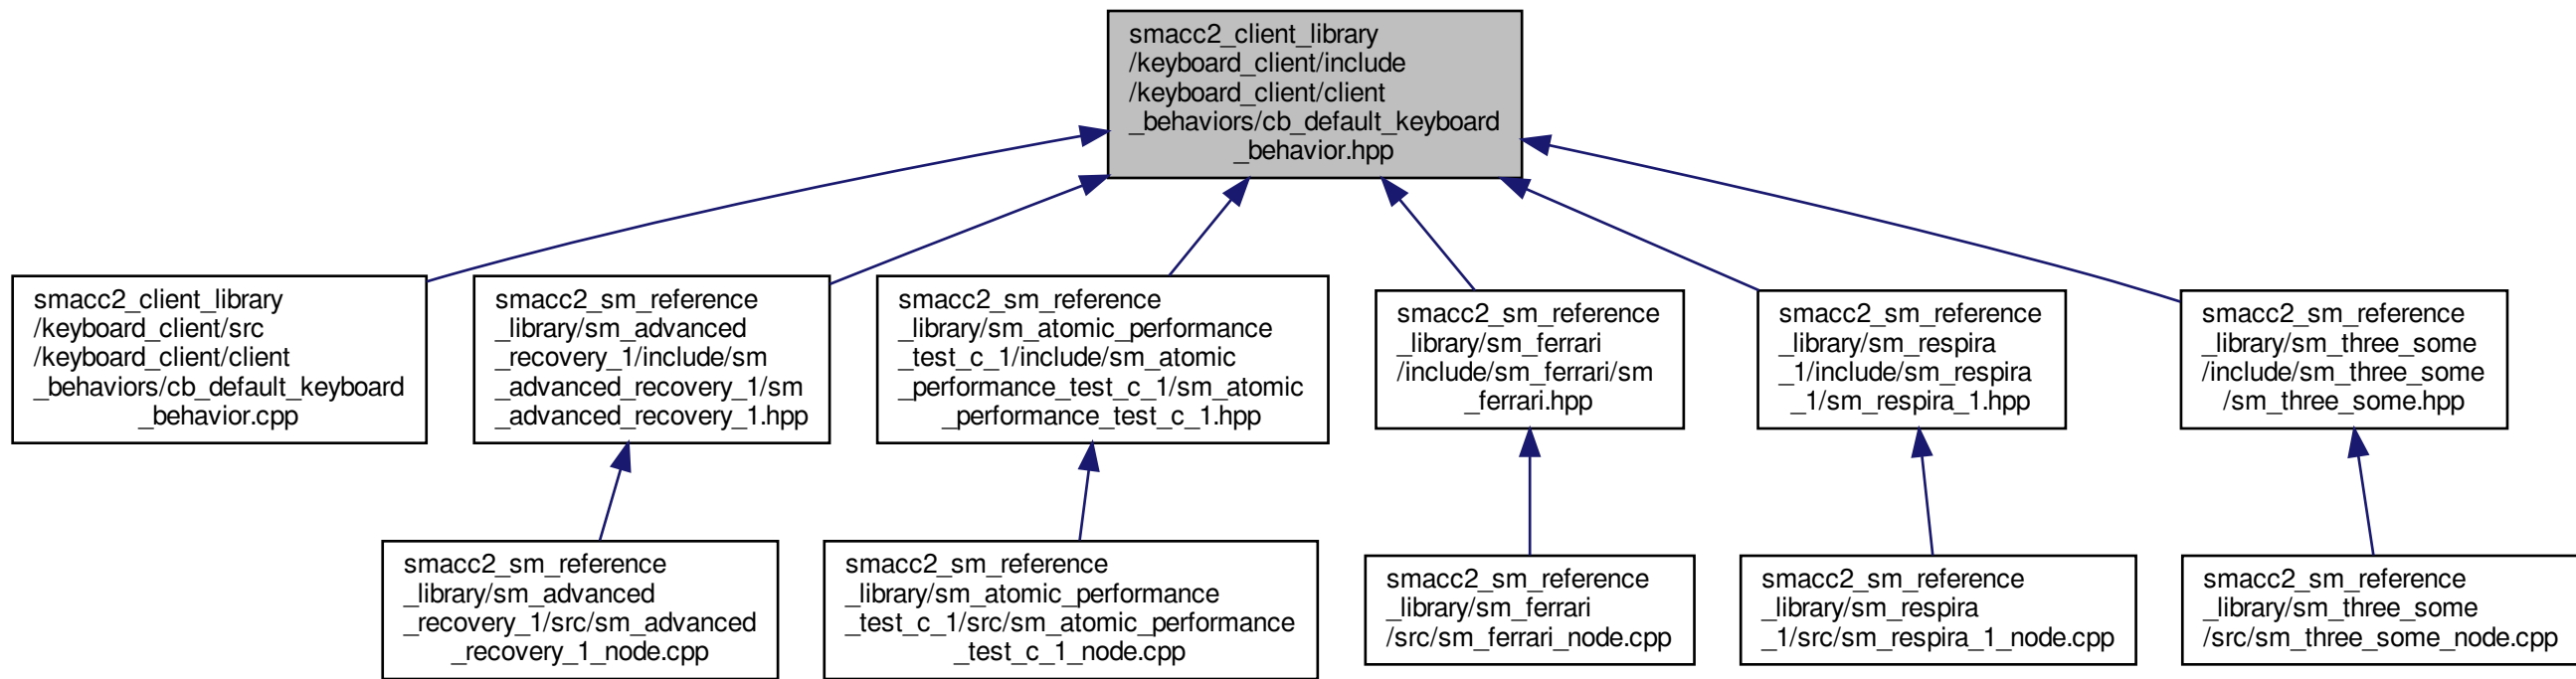 smacc2_client_library
/keyboard_client/include
/keyboard_client/client
_behaviors/cb_default_keyboard
_behavior.hpp
smacc2_client_library
/keyboard_client/src
/keyboard_client/client
_behaviors/cb_default_keyboard
_behavior.cpp
smacc2_sm_reference
_library/sm_advanced
_recovery_1/include/sm
_advanced_recovery_1/sm
_advanced_recovery_1.hpp
smacc2_sm_reference
_library/sm_atomic_performance
_test_c_1/include/sm_atomic
_performance_test_c_1/sm_atomic
_performance_test_c_1.hpp
smacc2_sm_reference
_library/sm_ferrari
/include/sm_ferrari/sm
_ferrari.hpp
smacc2_sm_reference
_library/sm_respira
_1/include/sm_respira
_1/sm_respira_1.hpp
smacc2_sm_reference
_library/sm_three_some
/include/sm_three_some
/sm_three_some.hpp
smacc2_sm_reference
_library/sm_advanced
_recovery_1/src/sm_advanced
_recovery_1_node.cpp
smacc2_sm_reference
_library/sm_atomic_performance
_test_c_1/src/sm_atomic_performance
_test_c_1_node.cpp
smacc2_sm_reference
_library/sm_ferrari
/src/sm_ferrari_node.cpp
smacc2_sm_reference
_library/sm_respira
_1/src/sm_respira_1_node.cpp
smacc2_sm_reference
_library/sm_three_some
/src/sm_three_some_node.cpp